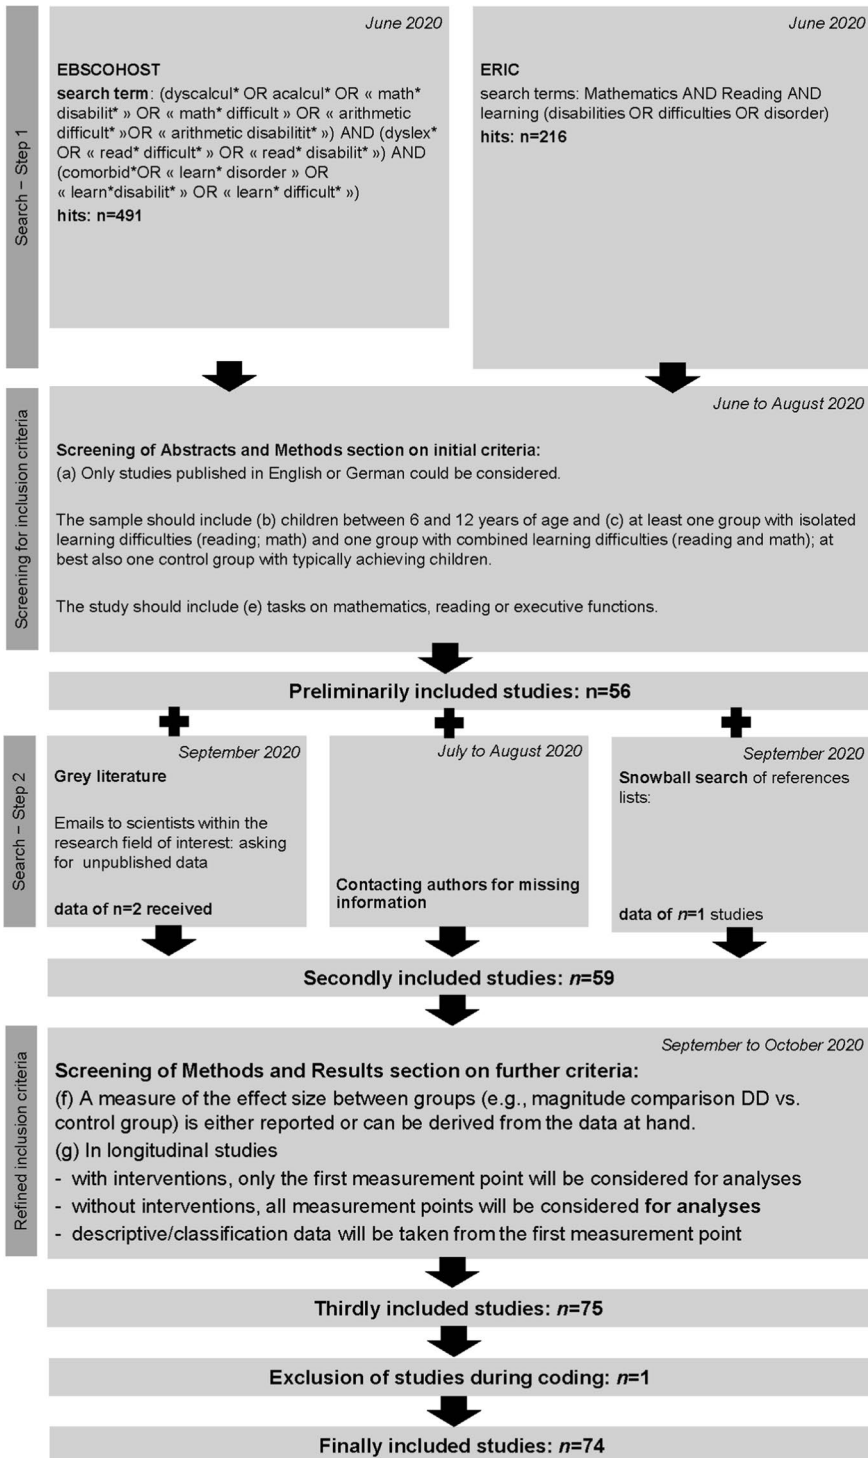 Search – Step 1
June 2020
EBSCOHOST
search term: (dyscalcul* OR acalcul* OR « math*
disabilit* » OR « math* difficult » OR « arithmetic
difficult* »OR « arithmetic disabilitit* ») AND (dyslex*
OR « read* difficult* » OR « read* disabilit* ») AND
(comorbid*OR « learn* disorder » OR
« learn*disabilit* » OR « learn* difficult* »)
hits: n=491
June 2020
ERIC
search terms: Mathematics AND Reading AND
learning (disabilities OR difficulties OR disorder)
hits: n=216
Screening for inclusion criteria
June to August 2020
Screening of Abstracts and Methods section on initial criteria:
(a) Only studies published in English or German could be considered.
The sample should include (b) children between 6 and 12 years of age and (c) at least one group with isolated
learning difficulties (reading; math) and one group with combined learning difficulties (reading and math); at
best also one control group with typically achieving children.
The study should include (e) tasks on mathematics, reading or executive functions.
Preliminarily included studies: n=56
Search – Step 2
September 2020
Grey literature
Emails to scientists within the
research field of interest: asking
for unpublished data
data of n=2 received
July to August 2020
Contacting authors for missing
information
September 2020
Snowball search of references
lists:
data of n=1 studies
Secondly included studies: n=59
Refined inclusion criteria
September to October 2020
Screening of Methods and Results section on further criteria:
(f) A measure of the effect size between groups (e.g., magnitude comparison DD vs.
control group) is either reported or can be derived from the data at hand.
(g) In longitudinal studies
- with interventions, only the first measurement point will be considered for analyses
- without interventions, all measurement points will be considered for analyses
- descriptive/classification data will be taken from the first measurement point
Thirdly included studies: n=75
Exclusion of studies during coding: n=1
Finally included studies: n=74